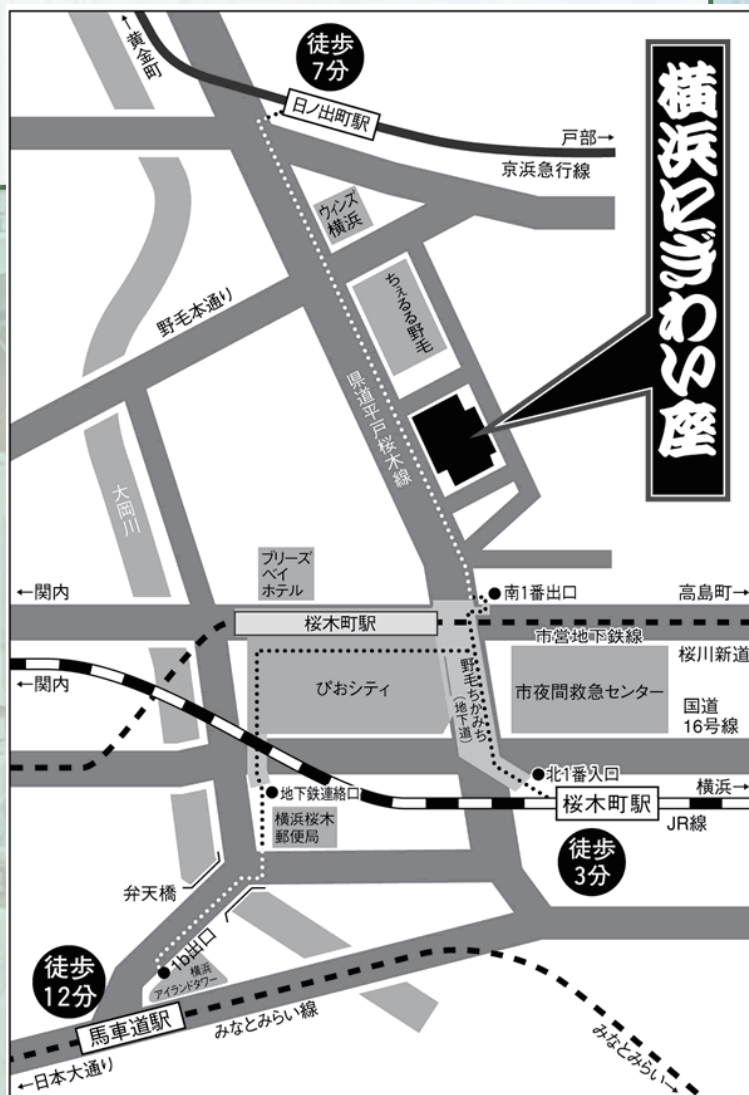 ←黄金町
徒歩
7分
日ノ出町駅
戸部→
京浜急行線
横浜にぎわい座
ウィンズ
横浜
ちぇるる野毛
野毛本通り
県道平戸桜木線
大岡川
ブリーズ
ベイ
ホテル
←関内
南1番出口
高島町→
桜木町駅
市営地下鉄線
桜川新道
←関内
ぴおシティ
野毛ちかみち
(地下道)
市夜間救急センター
国道
16号線
北1番入口
横浜→
地下鉄連絡口
桜木町駅
JR線
横浜桜木
郵便局
徒歩
3分
弁天橋
1b出口
横浜
アイランドタワー
徒歩
12分
馬車道駅
みなとみらい線
みなとみらい→
←日本大通り